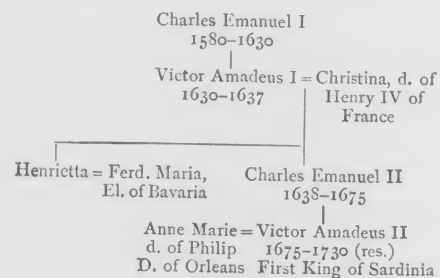 Charles Emanuel I
1580–1630
Victor Amadeus I = Christina, d. of
1630–1637 Henry IV of
France
Henrietta = Ferd. Maria, Charles Emanuel II
El. of Bavaria 1638–1675
Anne Marie = Victor Amadeus II
d. of Philip 1675–1730 (res.)
D. of Orleans First King of Sardinia